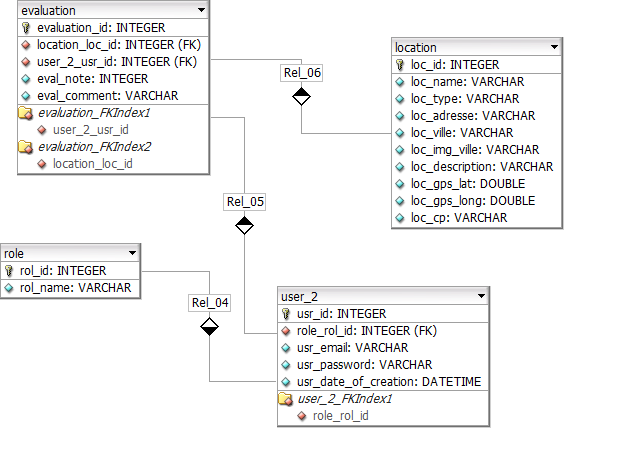 evaluation
evaluation_id: INTEGER
location_loc_id: INTEGER (FK)
user_2_usr_id: INTEGER (FK)
eval_note: INTEGER
eval_comment: VARCHAR
evaluation_FKIndex1
user_2_usr_id
evaluation_FKIndex2
location_loc_id
Rel_06
location
loc_id: INTEGER
loc_name: VARCHAR
loc_type: VARCHAR
loc_adresse: VARCHAR
loc_ville: VARCHAR
loc_img_ville: VARCHAR
loc_description: VARCHAR
loc_gps_lat: DOUBLE
loc_gps_long: DOUBLE
loc_cp: VARCHAR
Rel_05
role
rol_id: INTEGER
rol_name: VARCHAR
Rel_04
user_2
usr_id: INTEGER
role_rol_id: INTEGER (FK)
usr_email: VARCHAR
usr_password: VARCHAR
usr_date_of_creation: DATETIME
user_2_FKIndex1
role_rol_id